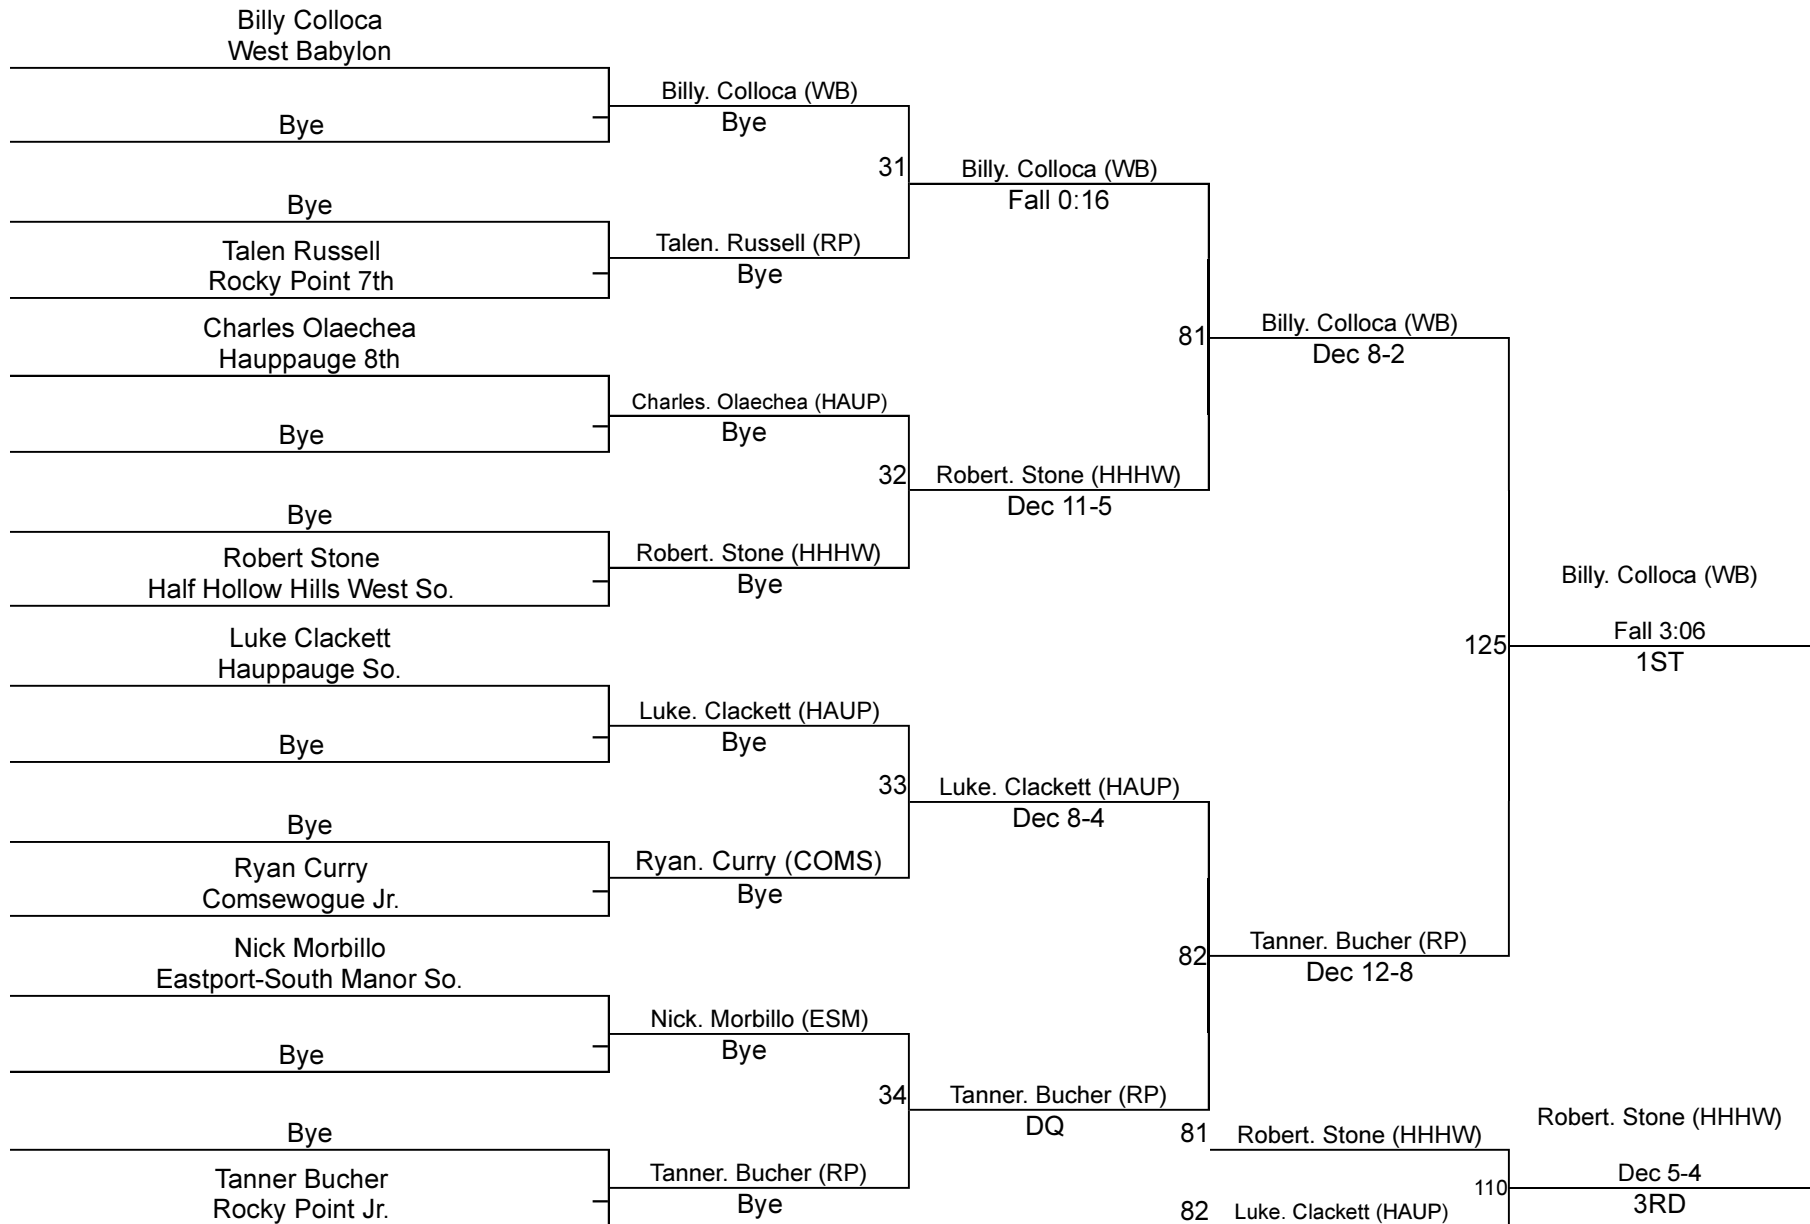 Billy Colloca
West Babylon
Bye
Bye
Talen Russell
Rocky Point 7th
Charles Olaechea
Hauppauge 8th
Bye
Bye
Robert Stone
Half Hollow Hills West So.
Luke Clackett
Hauppauge So.
Bye
Bye
Ryan Curry
Comsewogue Jr.
Nick Morbillo
Eastport-South Manor So.
Bye
Bye
Tanner Bucher
Rocky Point Jr.
Billy. Colloca (WB)
Bye
31
Talen. Russell (RP)
Bye
Charles. Olaechea (HAUP)
Bye
32
Robert. Stone (HHHW)
Bye
Luke. Clackett (HAUP)
Bye
33
Ryan. Curry (COMS)
Bye
Nick. Morbillo (ESM)
Bye
34
Tanner. Bucher (RP)
Bye
Billy. Colloca (WB)
Fall 0:16
81
Robert. Stone (HHHW)
Dec 11-5
Luke. Clackett (HAUP)
Dec 8-4
82
Tanner. Bucher (RP)
DQ
Billy. Colloca (WB)
Dec 8-2
125
Tanner. Bucher (RP)
Dec 12-8
Billy. Colloca (WB)
Fall 3:06
1ST
81 Robert. Stone (HHHW)
110
82 Luke. Clackett (HAUP)
Robert. Stone (HHHW)
Dec 5-4
3RD